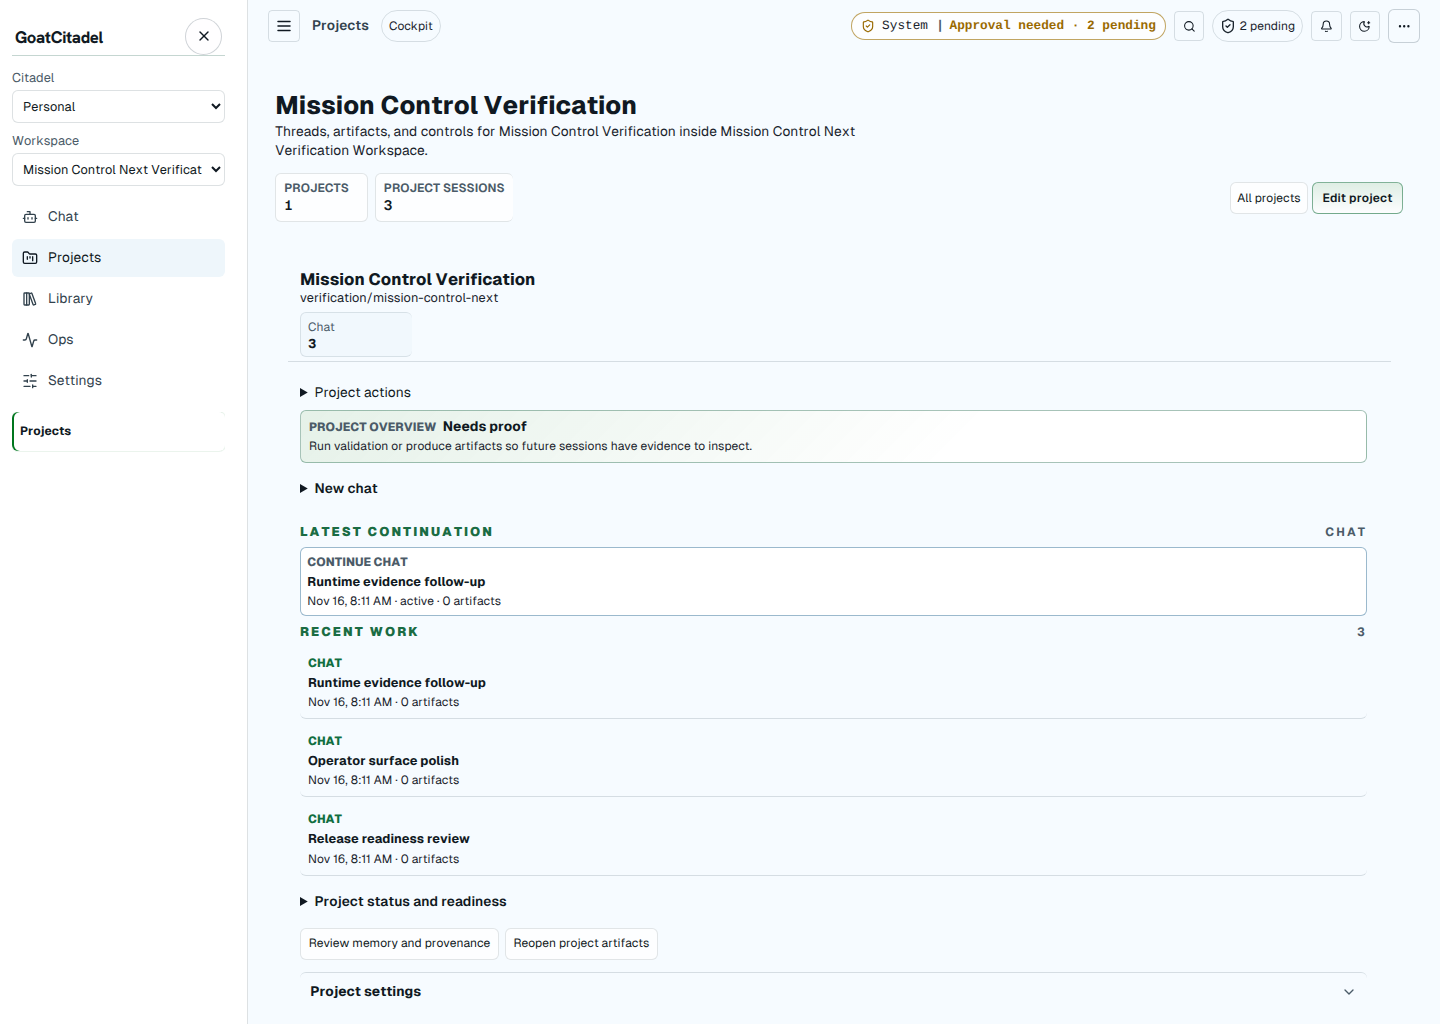 GoatCitadel
Citadel
Personal
Workspace
Mission Control Next Verificat
Chat
Projects
Library
Ops
Settings
Projects
Projects
Cockpit
System | Approval needed · 2 pending
2 pending
Mission Control Verification
Threads, artifacts, and controls for Mission Control Verification inside Mission Control Next
Verification Workspace.
PROJECTS
1
PROJECT SESSIONS
3
All projects
Edit project
Mission Control Verification
verification/mission-control-next
Chat
3
Project actions
PROJECT OVERVIEW Needs proof
Run validation or produce artifacts so future sessions have evidence to inspect.
New chat
LATEST CONTINUATION
CHAT
CONTINUE CHAT
Runtime evidence follow-up
Nov 16, 8:11 AM · active · 0 artifacts
RECENT WORK
3
CHAT
Runtime evidence follow-up
Nov 16, 8:11 AM · 0 artifacts
CHAT
Operator surface polish
Nov 16, 8:11 AM · 0 artifacts
CHAT
Release readiness review
Nov 16, 8:11 AM · 0 artifacts
Project status and readiness
Review memory and provenance
Reopen project artifacts
Project settings